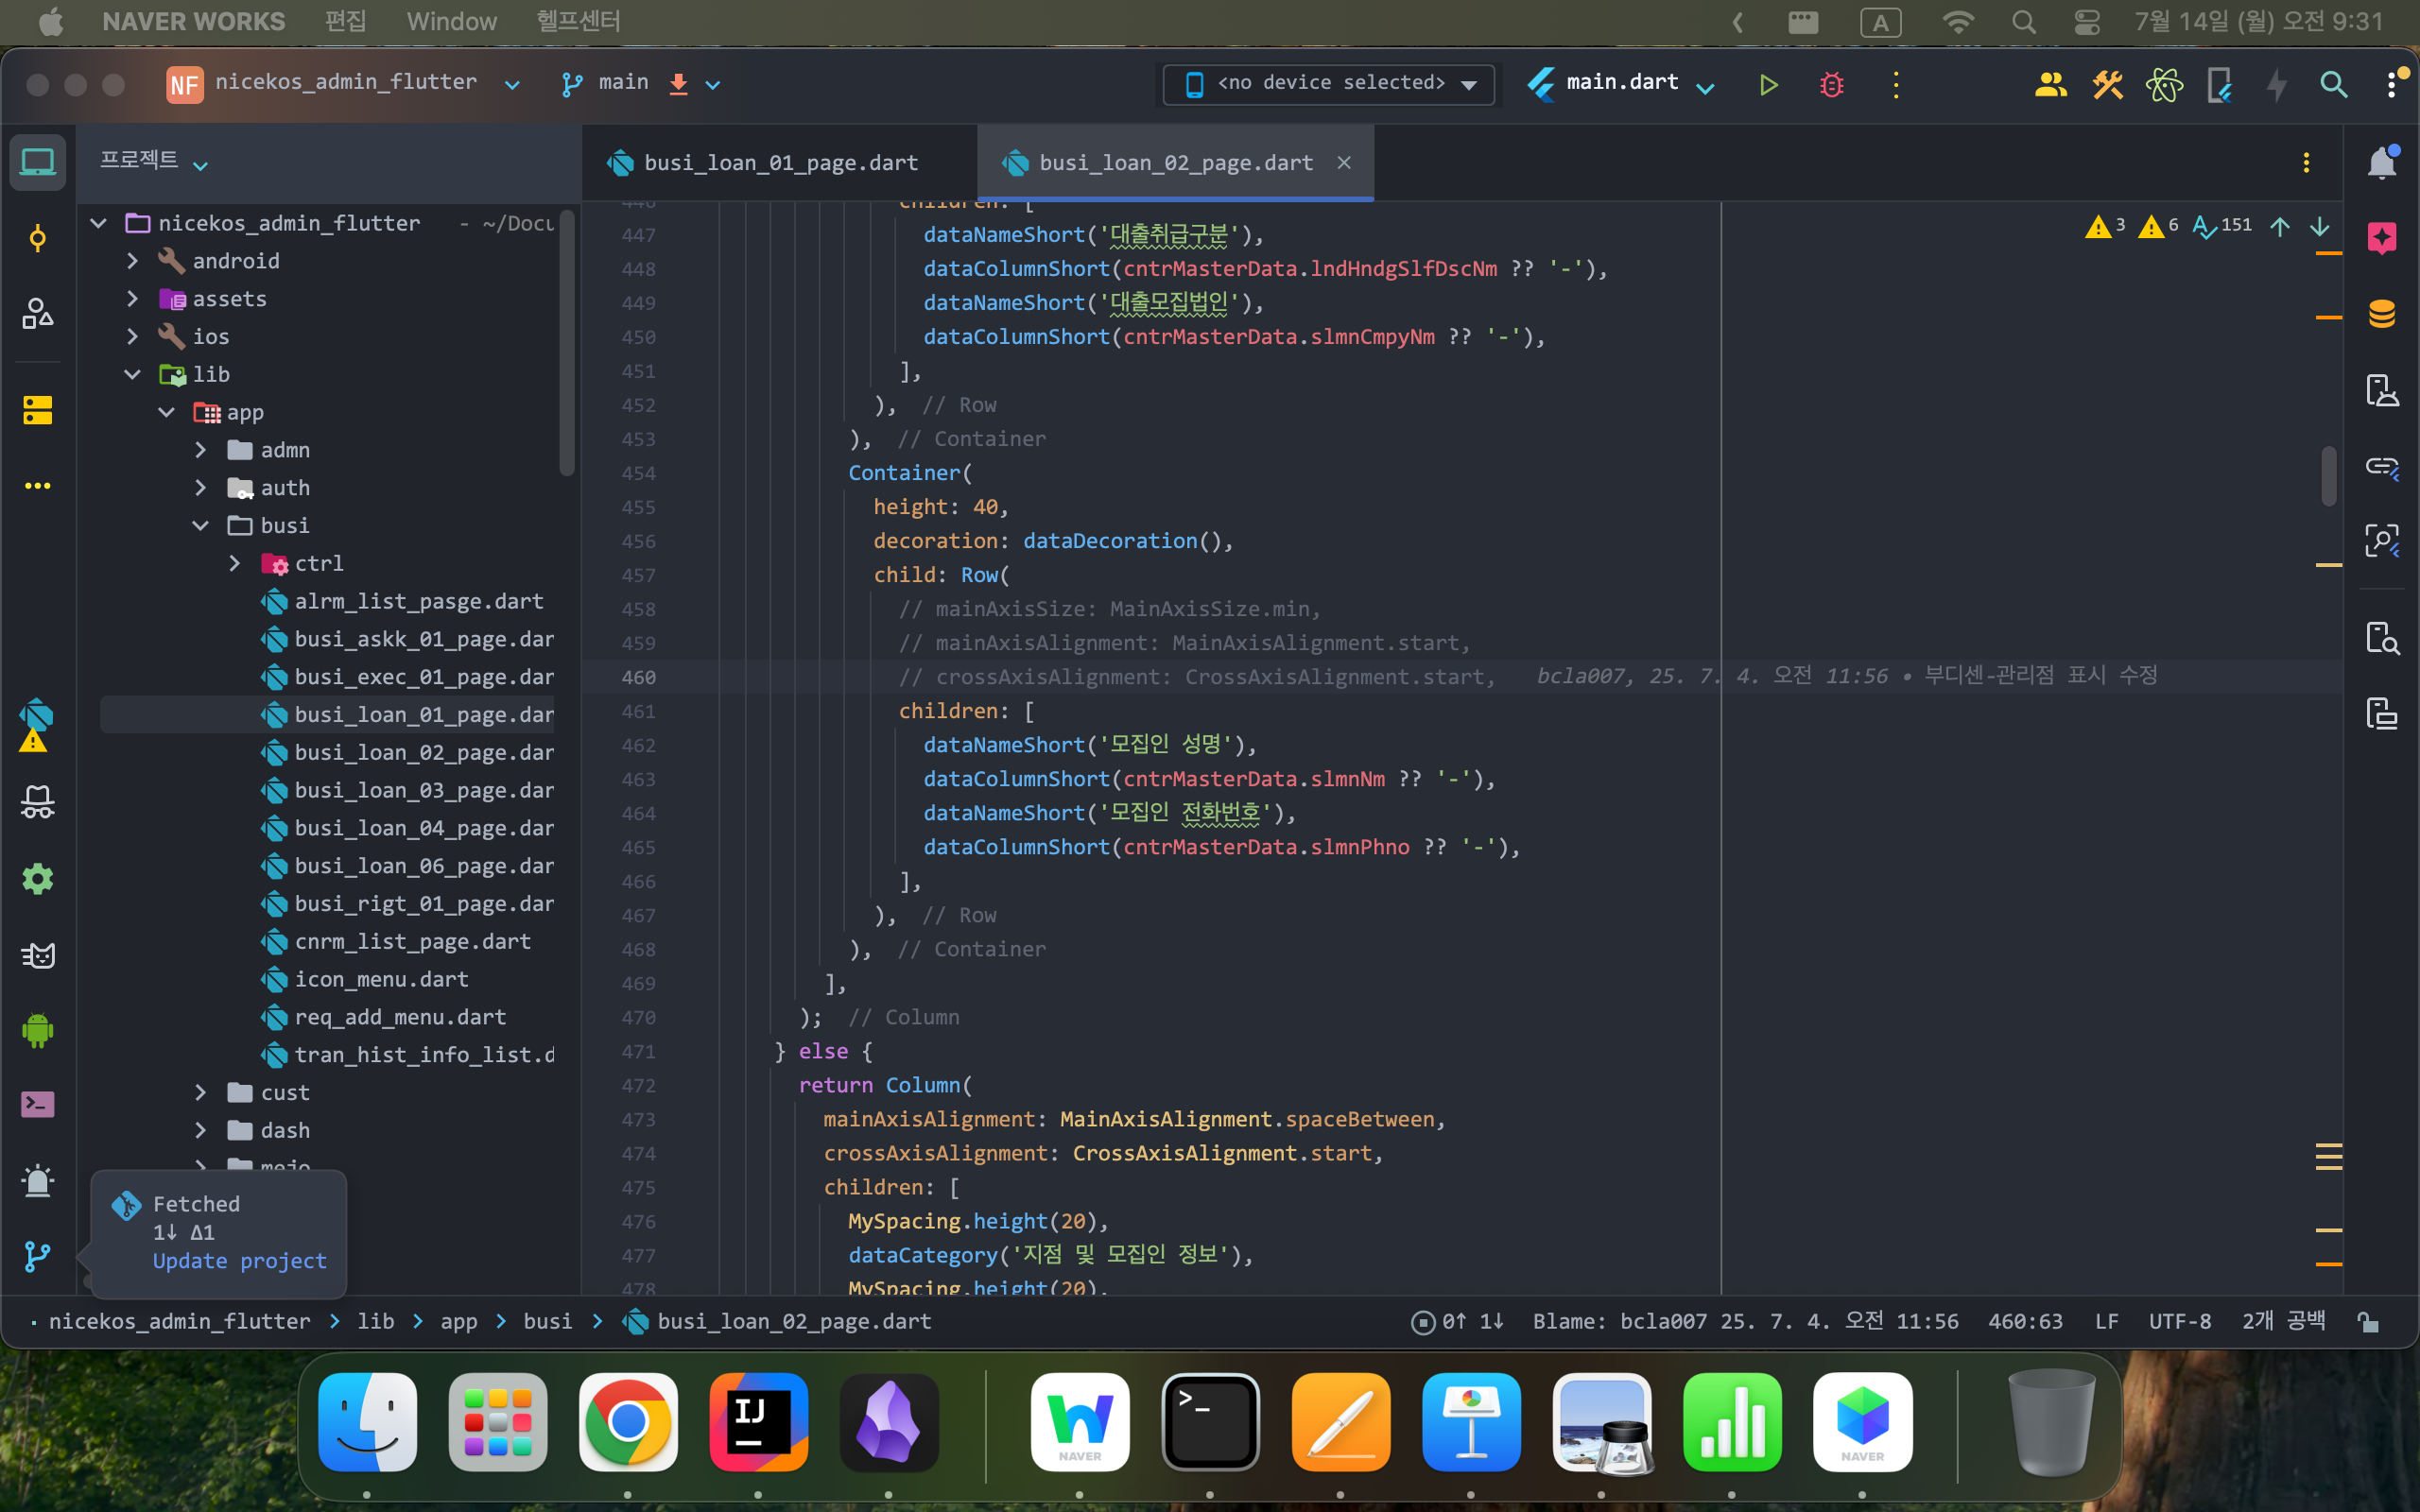 NAVER WORKS 편집 Window 헬프센터 A 7월 14일 (월) 오전 9:31
NF nicekos_admin_flutter main <no device selected> main.dart
프로젝트
busi_loan_01_page.dart busi_loan_02_page.dart
nicekos_admin_flutter - ~/Docu
android
assets
ios
lib
app
admn
auth
busi
ctrl
alrm_list_pasge.dart
busi_askk_01_page.dar
busi_exec_01_page.dar
busi_loan_01_page.dar
busi_loan_02_page.dar
busi_loan_03_page.dar
busi_loan_04_page.dar
busi_loan_06_page.dar
busi_rigt_01_page.dar
cnrm_list_page.dart
icon_menu.dart
req_add_menu.dart
tran_hist_info_list.d
cust
dash
mejo
Fetched
1↓ Δ1
Update project
3 6 151
446 children: [
447 dataNameShort('대출취급구분'),
448 dataColumnShort(cntrMasterData.lndHndgSlfDscNm ?? '-'),
449 dataNameShort('대출모집법인'),
450 dataColumnShort(cntrMasterData.slmnCmpyNm ?? '-'),
451 ],
452 ), // Row
453 ), // Container
454 Container(
455 height: 40,
456 decoration: dataDecoration(),
457 child: Row(
458 // mainAxisSize: MainAxisSize.min,
459 // mainAxisAlignment: MainAxisAlignment.start,
460 // crossAxisAlignment: CrossAxisAlignment.start, bcla007, 25. 7. 4. 오전 11:56 • 부디센-관리점 표시 수정
461 children: [
462 dataNameShort('모집인 성명'),
463 dataColumnShort(cntrMasterData.slmnNm ?? '-'),
464 dataNameShort('모집인 전화번호'),
465 dataColumnShort(cntrMasterData.slmnPhno ?? '-'),
466 ],
467 ), // Row
468 ), // Container
469 ],
470 ); // Column
471 } else {
472 return Column(
473 mainAxisAlignment: MainAxisAlignment.spaceBetween,
474 crossAxisAlignment: CrossAxisAlignment.start,
475 children: [
476 MySpacing.height(20),
477 dataCategory('지점 및 모집인 정보'),
478 MySpacing.height(20),
nicekos_admin_flutter > lib > app > busi > busi_loan_02_page.dart 0↑ 1↓ Blame: bcla007 25. 7. 4. 오전 11:56 460:63 LF UTF-8 2개 공백
IJ
NAVER
>_
NAVER